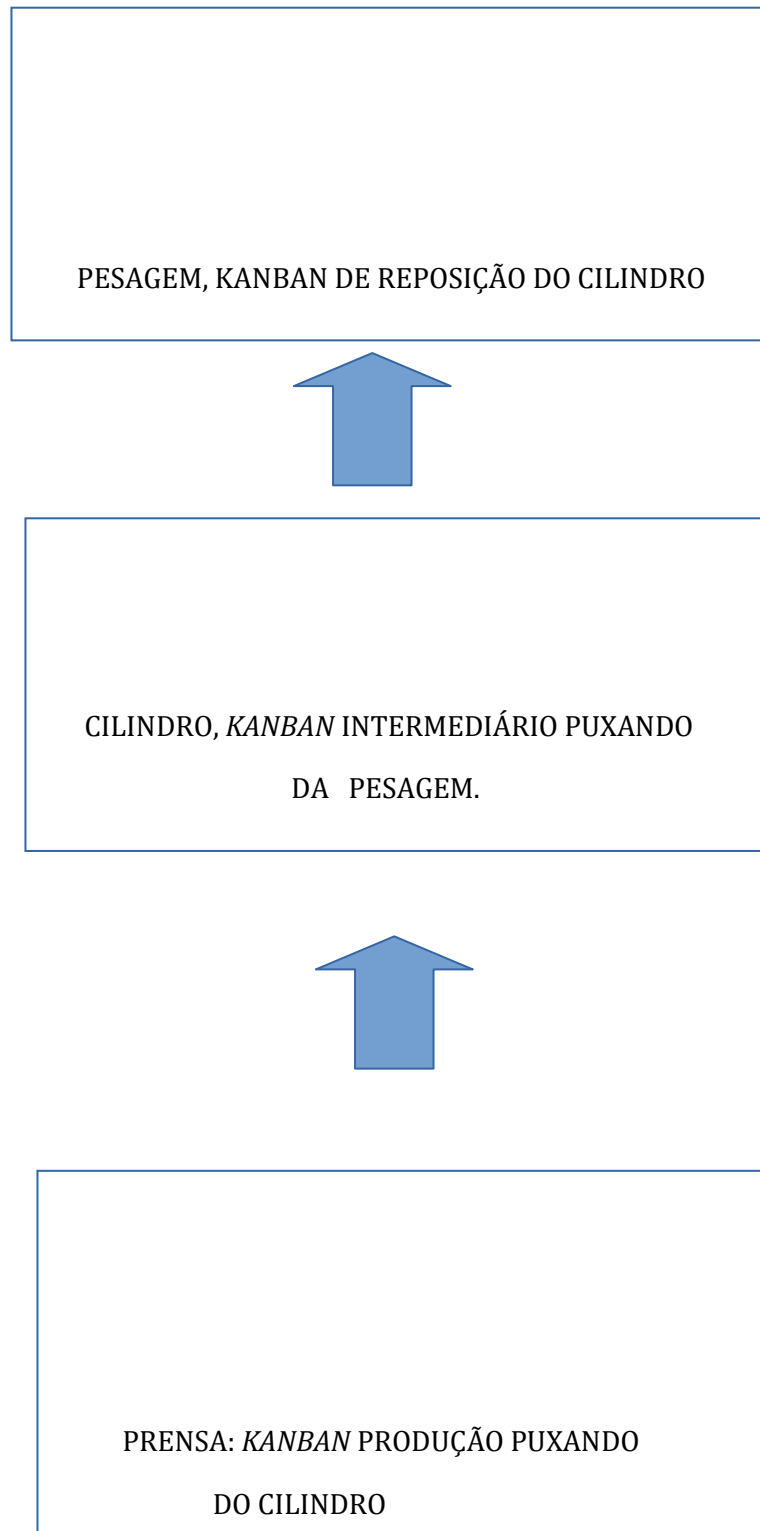 PESAGEM, KANBAN DE REPOSIÇÃO DO CILINDRO
CILINDRO, KANBAN INTERMEDIÁRIO PUXANDO
DA PESAGEM.
PRENSA: KANBAN PRODUÇÃO PUXANDO
DO CILINDRO